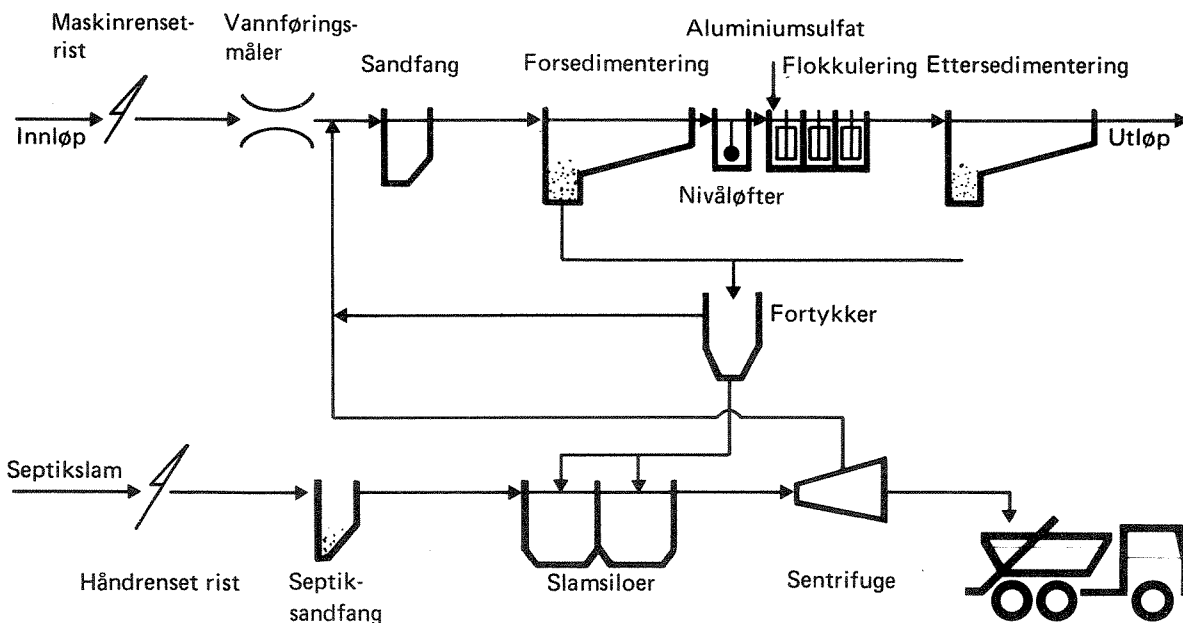 Maskinrenset-
rist
Vannførings-
måler
Aluminiumsulfat
Sandfang
Forsedimentering
Flokkulering
Ettersedimentering
Innløp
Utløp
Nivåløfter
Fortykker
Septikslam
Håndrenset rist
Septik-
sandfang
Slamsiloer
Sentrifuge